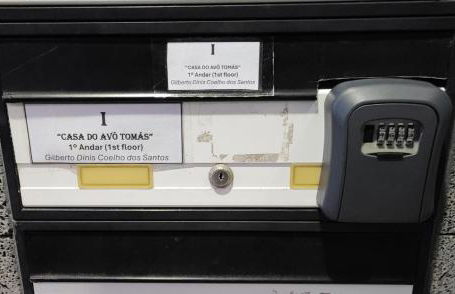 I
"CASA DO AVÔ TOMÁS"
1º Andar (1st floor)
Gilberto Dinis Coelho dos Santos
I
"CASA DO AVÔ TOMÁS"
1º Andar (1st floor)
Gilberto Dinis Coelho dos Santos